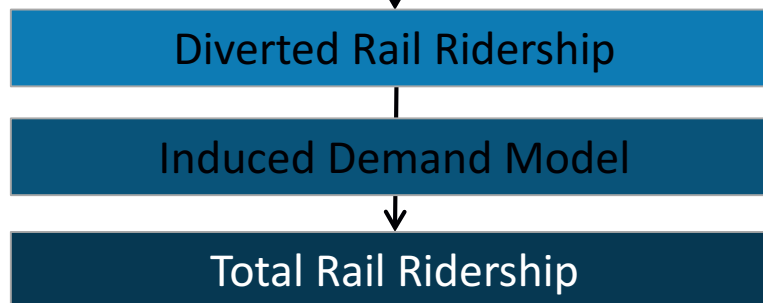 Diverted Rail Ridership
Induced Demand Model
Total Rail Ridership